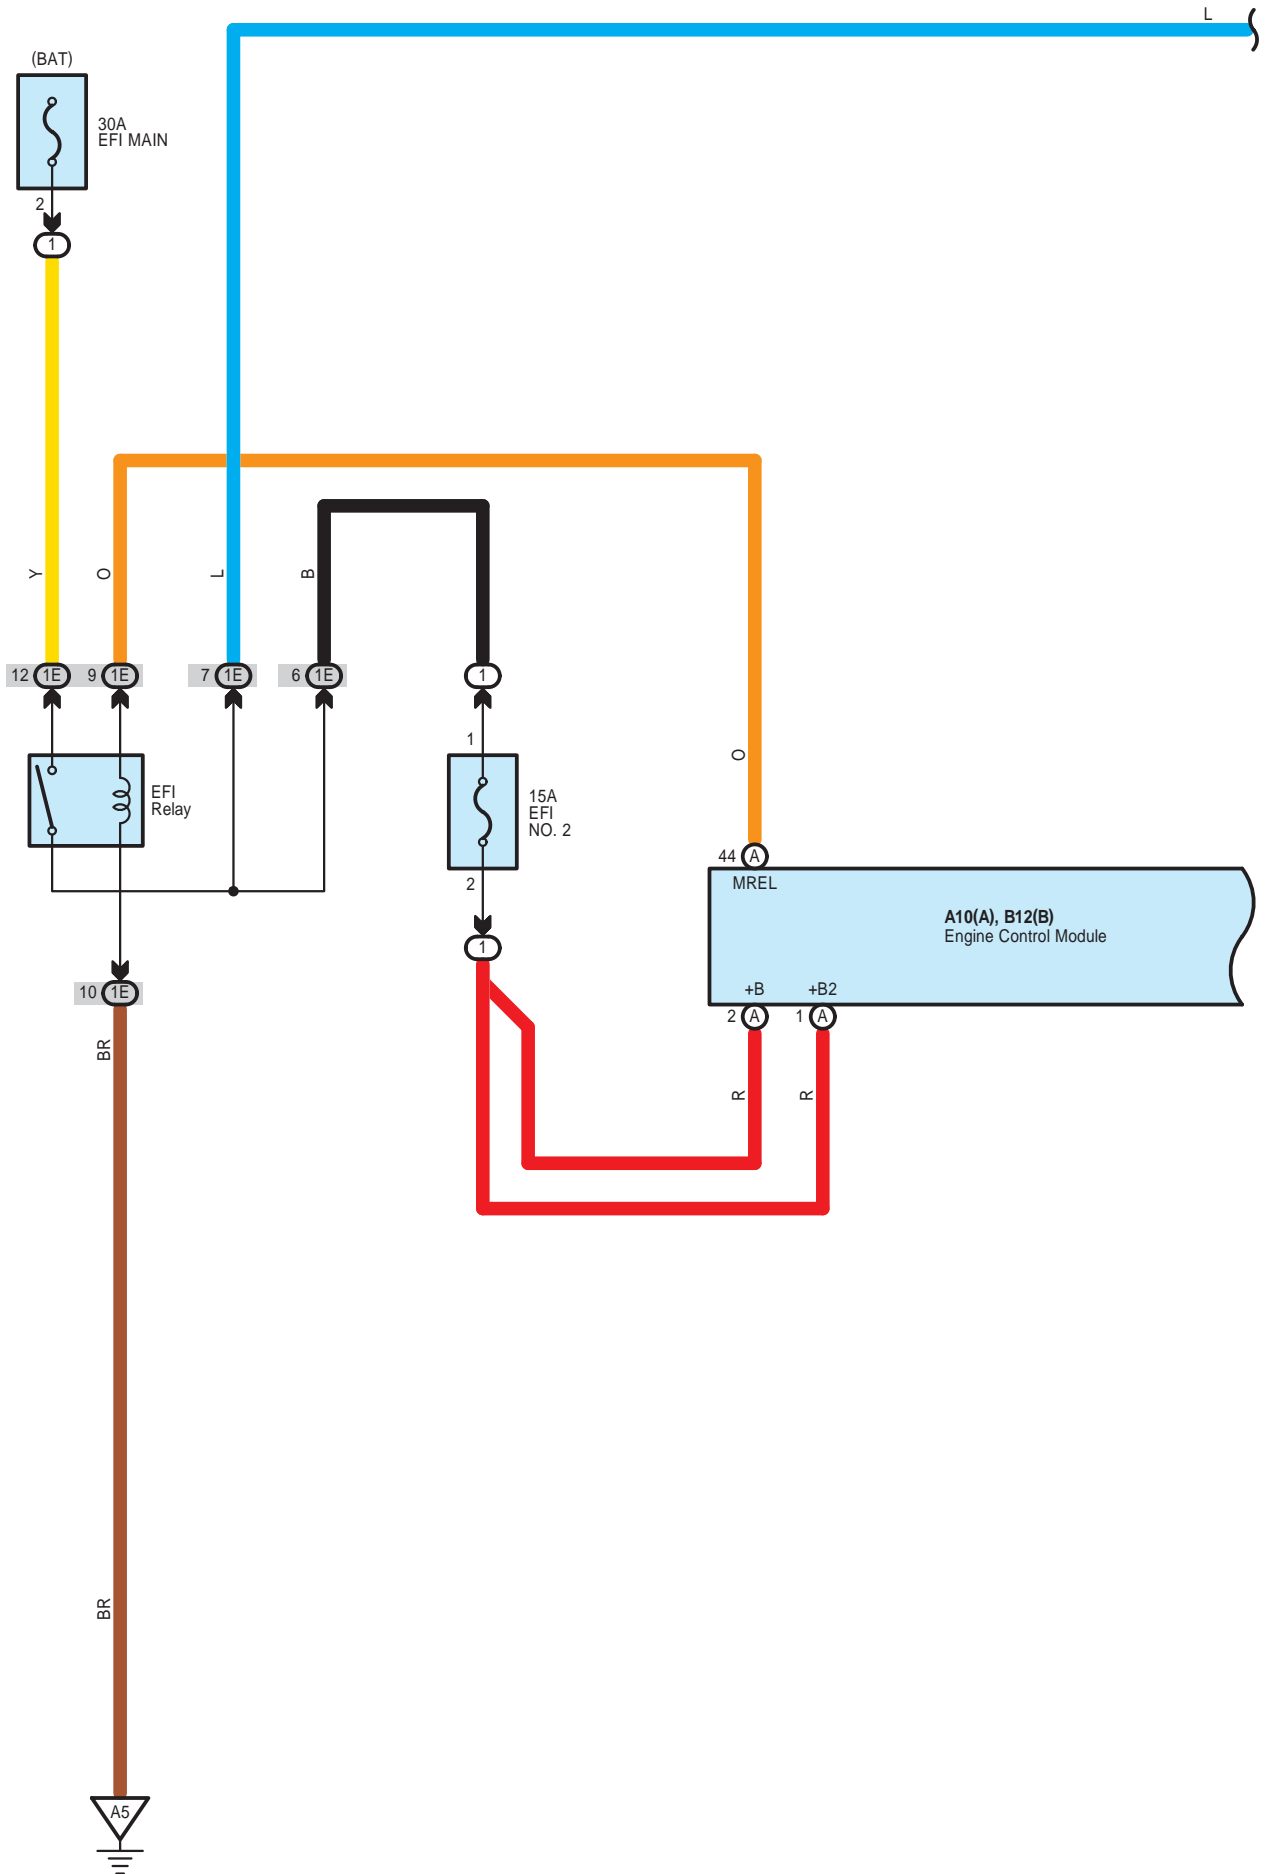 L
(BAT)
30A
EFI MAIN
2
1
Y
O
L
B
12 1E
9 1E
7 1E
6 1E
1
1
O
EFI
Relay
15A
EFI
NO. 2
44 A
MREL
2
A10(A), B12(B)
Engine Control Module
1
+B
+B2
10 1E
2 A
1 A
BR
R
R
BR
A5